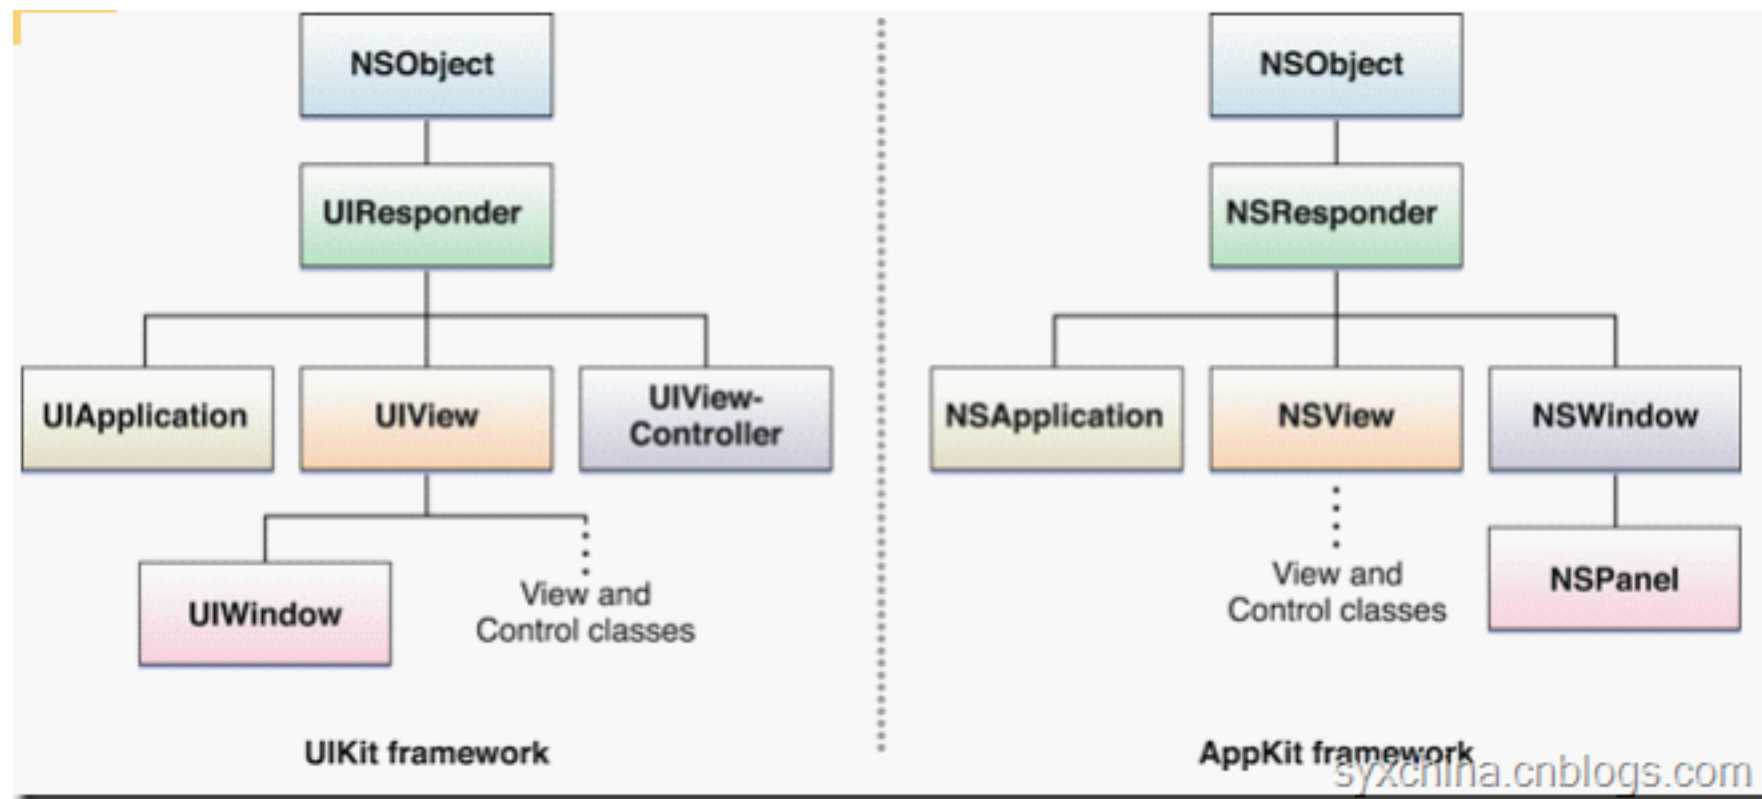 NSObject
UIResponder
UIApplication
UIView
UIView-
Controller
UIWindow
View and
Control classes
UIKit framework
NSObject
NSResponder
NSApplication
NSView
NSWindow
View and
Control classes
NSPanel
AppKit framework
syxchina.cnblogs.com